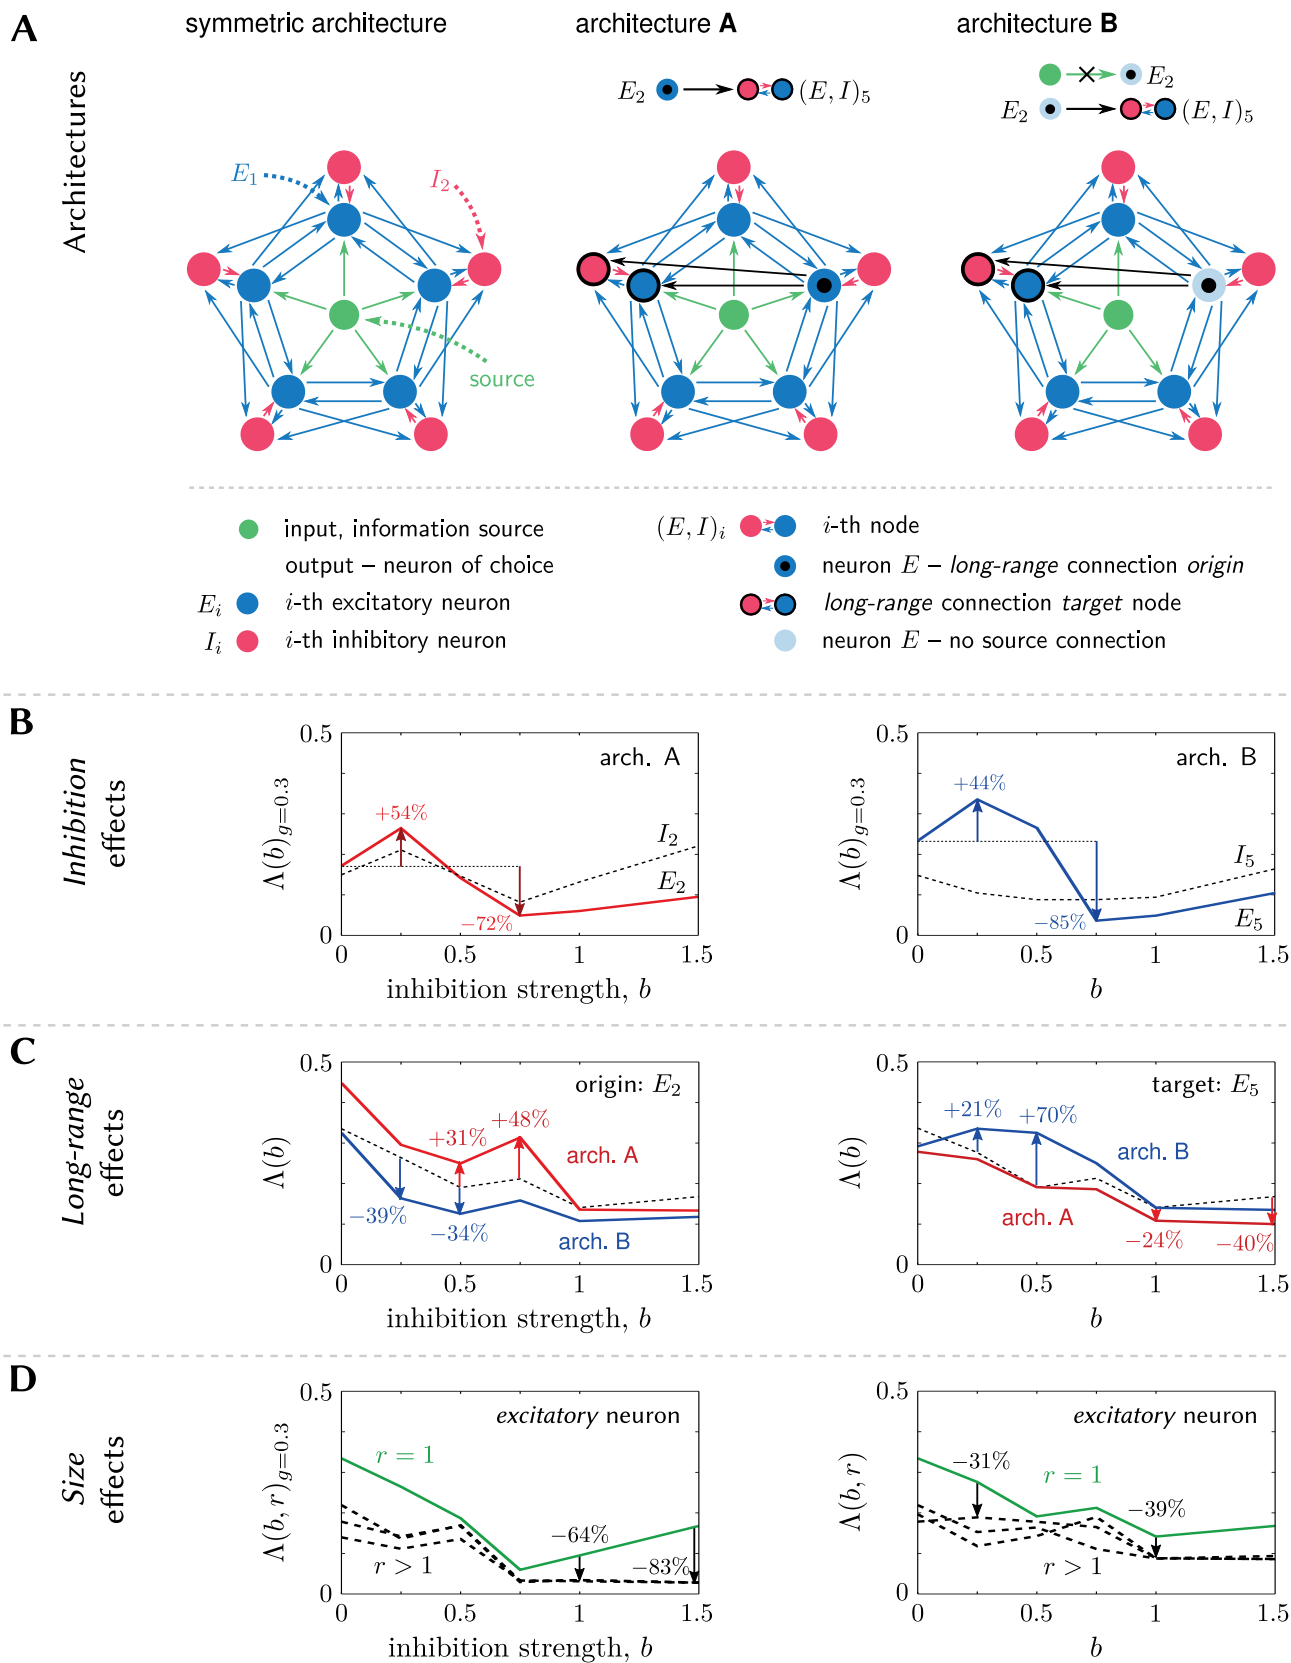 A
Architectures
symmetric architecture
architecture A
architecture B
E₂
(E, I)₅
E₂
E₂
(E, I)₅
E₁
I₂
source
input, information source
output – neuron of choice
Eᵢ i-th excitatory neuron
Iᵢ i-th inhibitory neuron
(E, I)ᵢ i-th node
neuron E – long-range connection origin
long-range connection target node
neuron E – no source connection
B
Inhibition
effects
Λ(b)g=0.3
0.5
0
arch. A
+54%
−72%
I₂
E₂
0 0.5 1 1.5
inhibition strength, b
Λ(b)g=0.3
0.5
0
arch. B
+44%
−85%
I₅
E₅
0 0.5 1 1.5
b
C
Long-range
effects
Λ(b)
0.5
0
origin: E₂
+48%
+31%
arch. A
−39%
−34%
arch. B
0 0.5 1 1.5
inhibition strength, b
Λ(b)
0.5
0
target: E₅
+21%
+70%
arch. B
arch. A
−24%
−40%
0 0.5 1 1.5
b
D
Size
effects
Λ(b, r)g=0.3
0.5
0
excitatory neuron
r = 1
−64%
−83%
r > 1
0 0.5 1 1.5
inhibition strength, b
Λ(b, r)
0.5
0
excitatory neuron
−31%
r = 1
−39%
r > 1
0 0.5 1 1.5
b